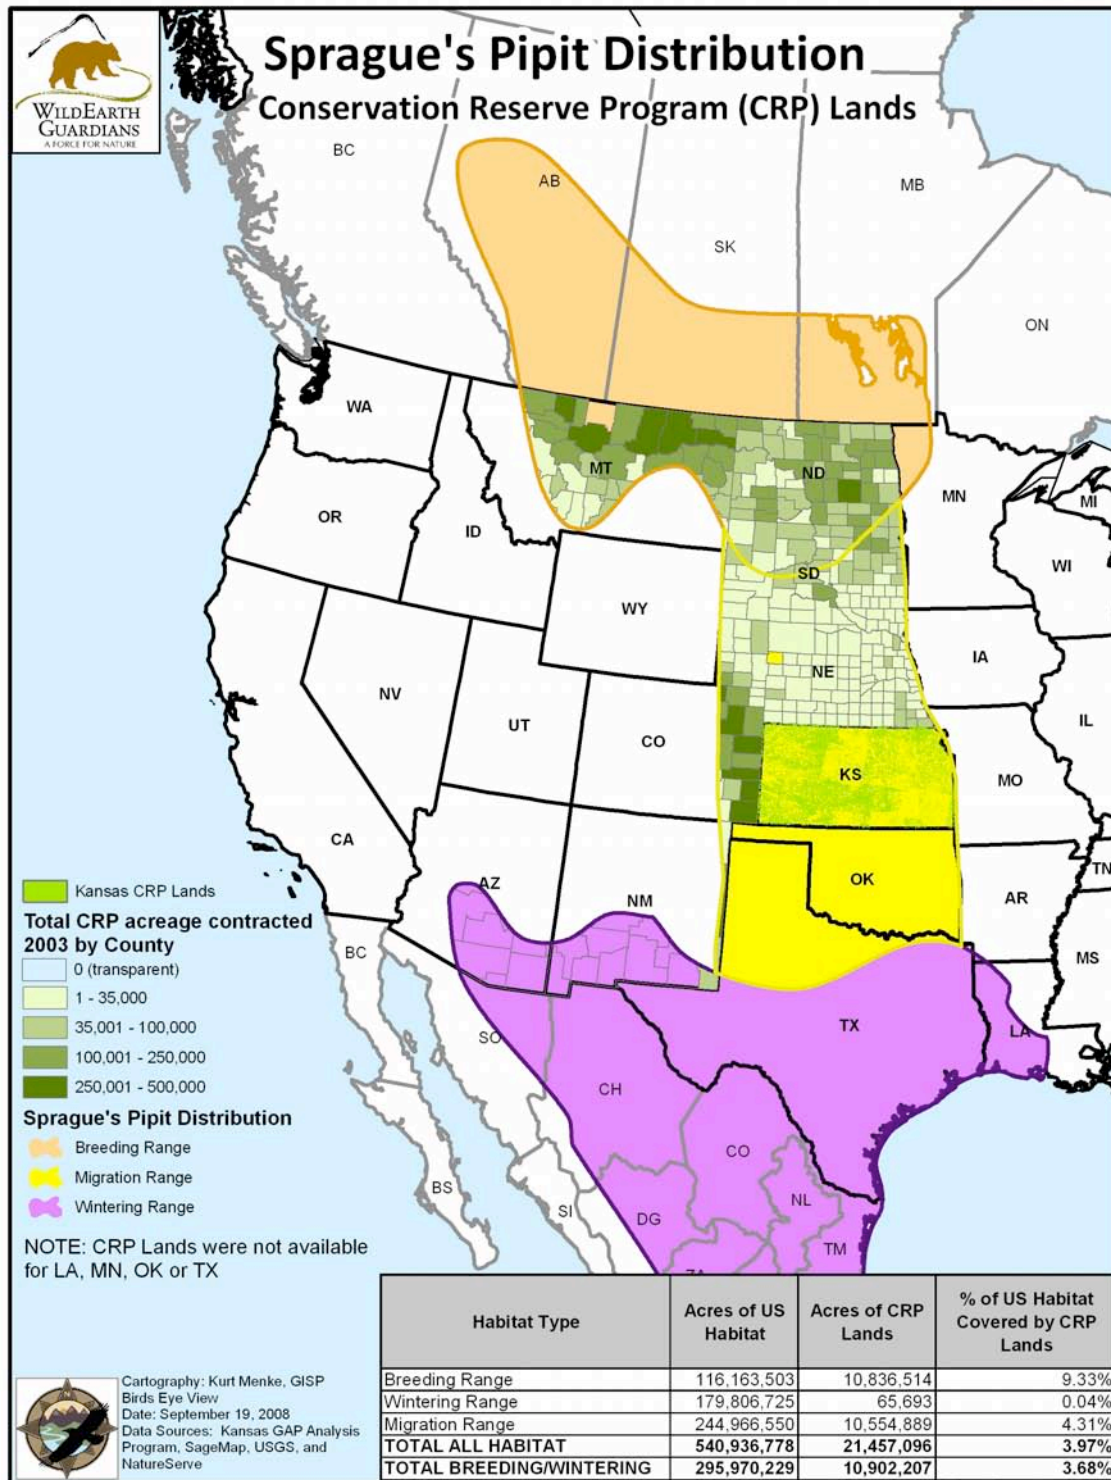 WILDEARTH
GUARDIANS
A FORCE FOR NATURE
Sprague's Pipit Distribution
Conservation Reserve Program (CRP) Lands
BC
AB
MB
SK
ON
WA
MT
ND
MN
MI
OR
ID
SD
WI
WY
IA
NE
NV
UT
CO
IL
KS
MO
CA
OK
TN
AZ
NM
AR
BC
MS
TX
LA
SO
CH
CO
BS
SI
DG
NL
TM
Kansas CRP Lands
Total CRP acreage contracted
2003 by County
0 (transparent)
1 - 35,000
35,001 - 100,000
100,001 - 250,000
250,001 - 500,000
Sprague's Pipit Distribution
Breeding Range
Migration Range
Wintering Range
NOTE: CRP Lands were not available
for LA, MN, OK or TX
Cartography: Kurt Menke, GISP
Birds Eye View
Date: September 19, 2008
Data Sources: Kansas GAP Analysis
Program, SageMap, USGS, and
NatureServe
Habitat Type Acres of US Habitat Acres of CRP Lands % of US Habitat Covered by CRP Lands
Breeding Range 116,163,503 10,836,514 9.33%
Wintering Range 179,806,725 65,693 0.04%
Migration Range 244,966,550 10,554,889 4.31%
TOTAL ALL HABITAT 540,936,778 21,457,096 3.97%
TOTAL BREEDING/WINTERING 295,970,229 10,902,207 3.68%